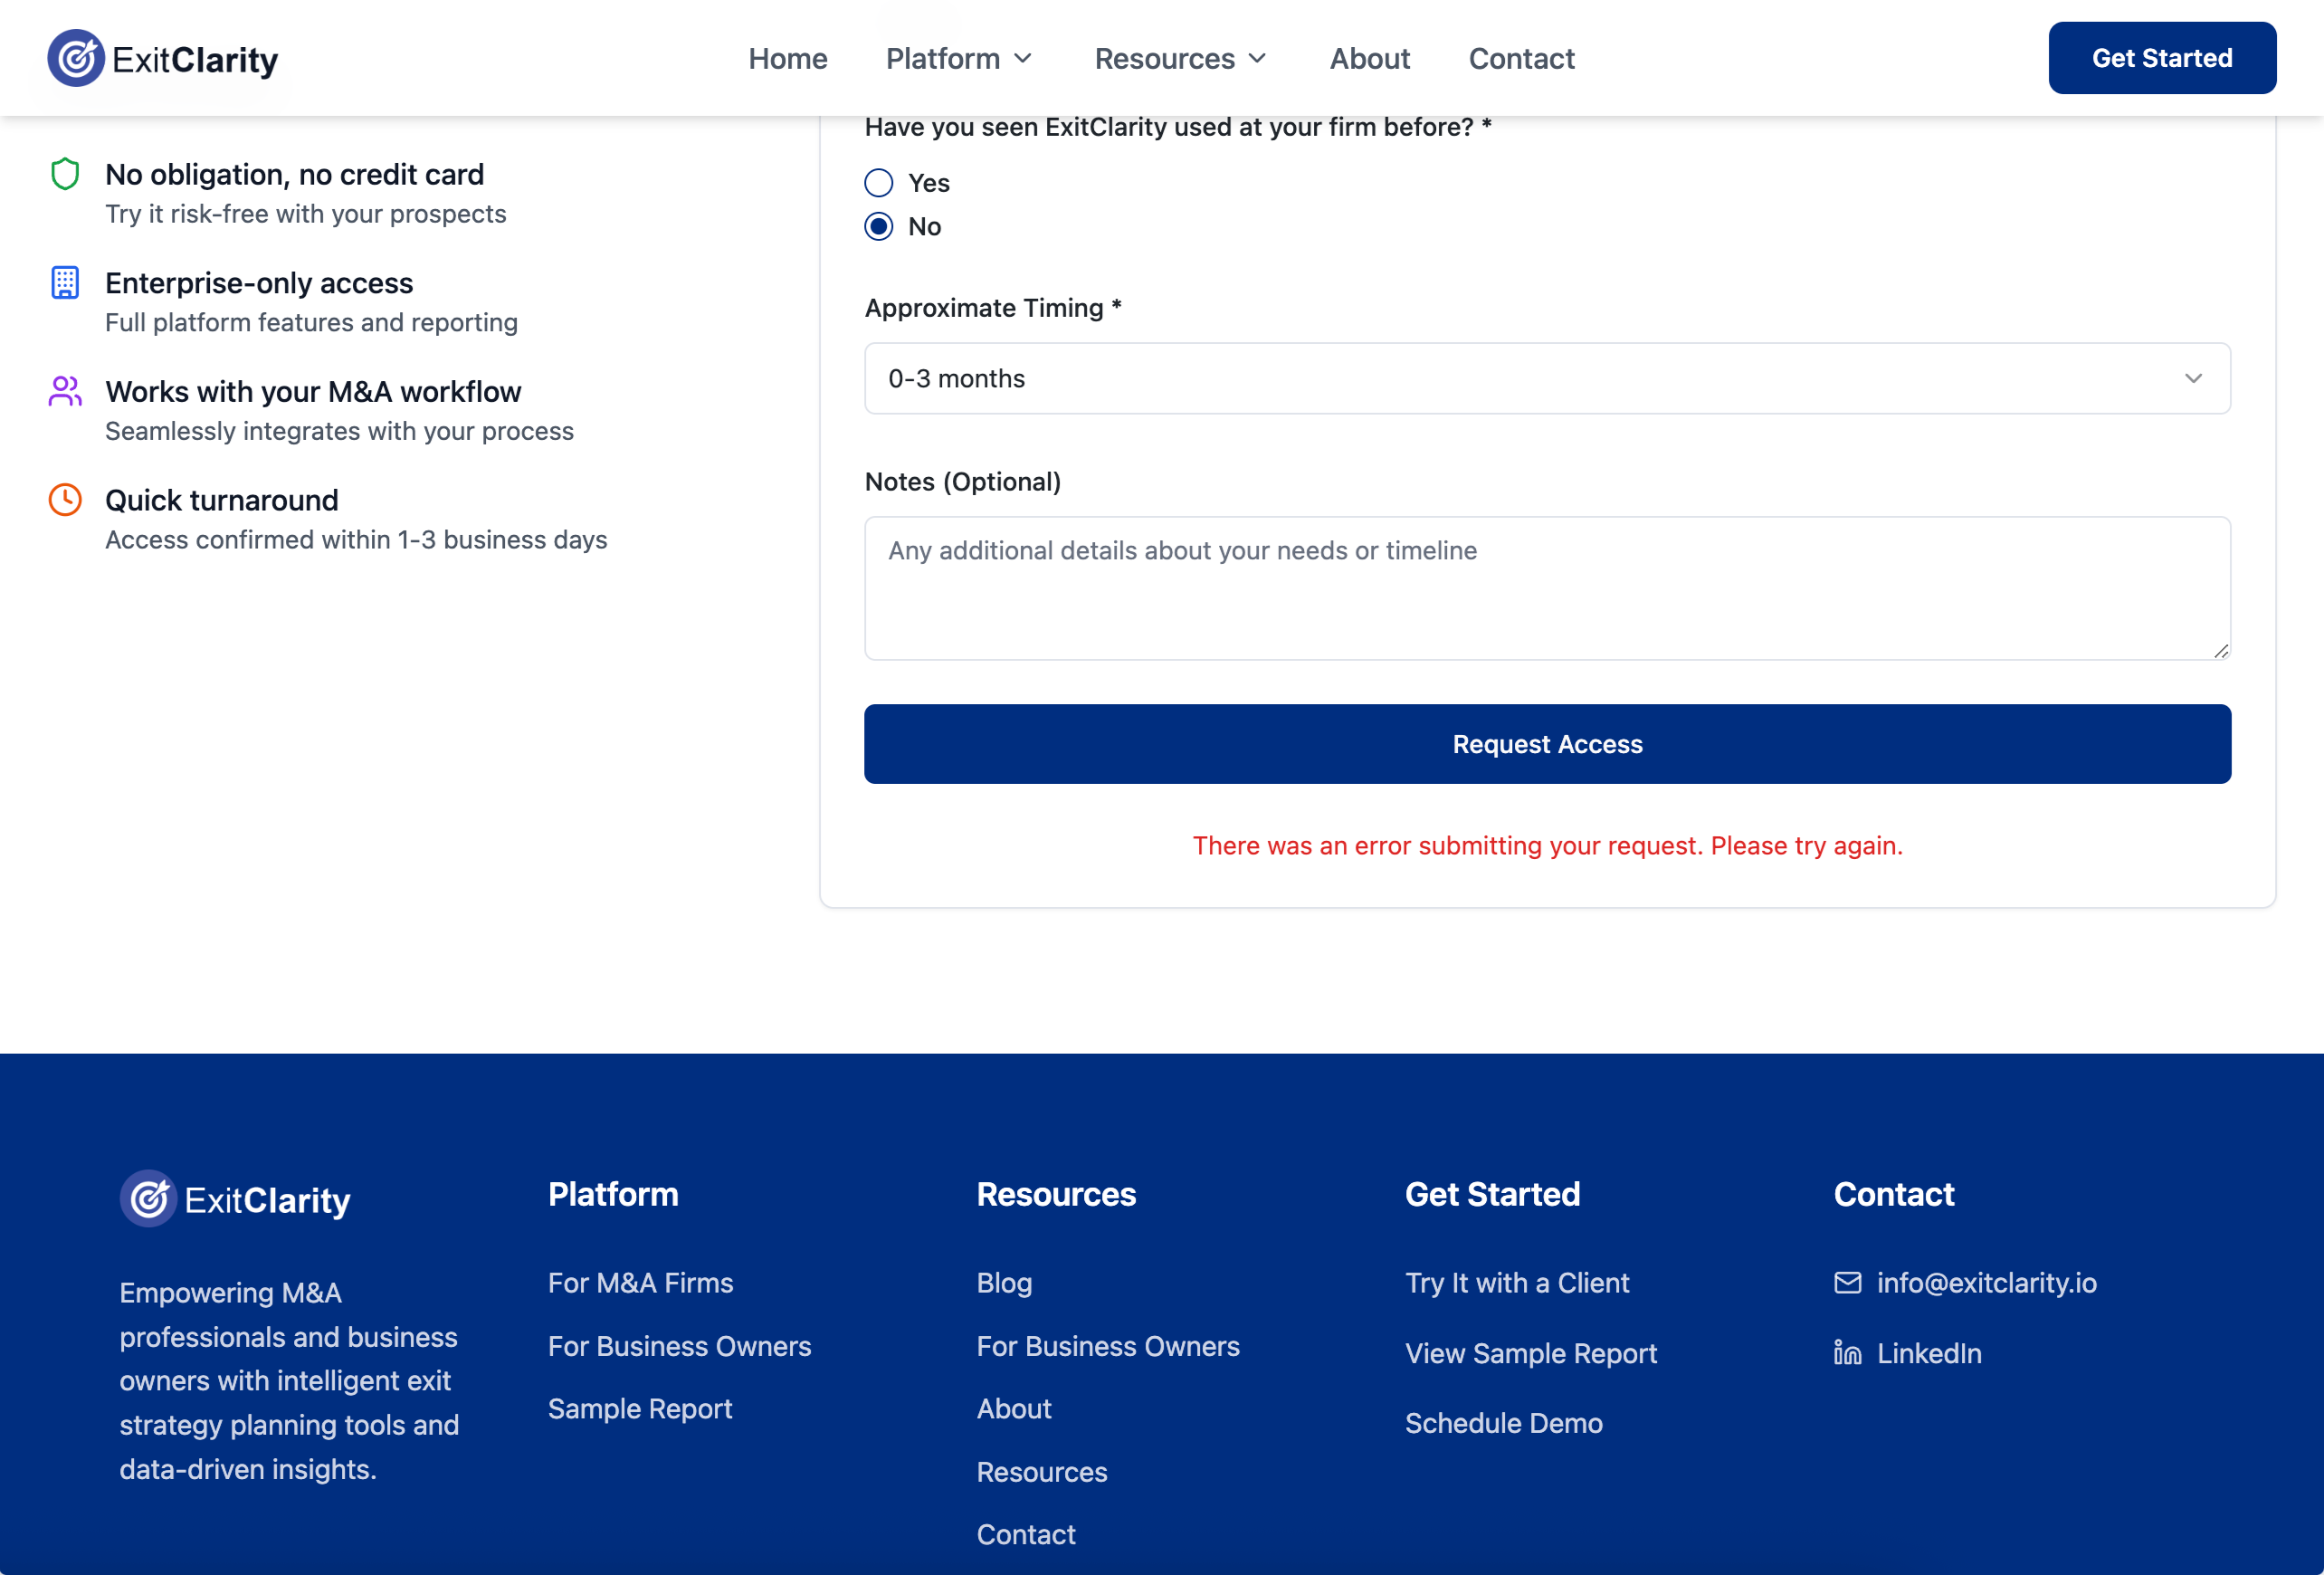 ExitClarity
Home
Platform
Resources
About
Contact
Get Started
No obligation, no credit card
Try it risk-free with your prospects
Enterprise-only access
Full platform features and reporting
Works with your M&A workflow
Seamlessly integrates with your process
Quick turnaround
Access confirmed within 1-3 business days
Have you seen ExitClarity used at your firm before? *
Yes
No
Approximate Timing *
0-3 months
Notes (Optional)
Any additional details about your needs or timeline
Request Access
There was an error submitting your request. Please try again.
ExitClarity
Empowering M&A
professionals and business
owners with intelligent exit
strategy planning tools and
data-driven insights.
Platform
For M&A Firms
For Business Owners
Sample Report
Resources
Blog
For Business Owners
About
Resources
Contact
Get Started
Try It with a Client
View Sample Report
Schedule Demo
Contact
info@exitclarity.io
LinkedIn